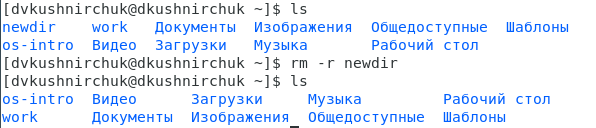 [dvkushnirchuk@dkushnirchuk ~]$ ls
newdir work Документы Изображения Общедоступные Шаблоны
os-intro Видео Загрузки Музыка Рабочий стол
[dvkushnirchuk@dkushnirchuk ~]$ rm -r newdir
[dvkushnirchuk@dkushnirchuk ~]$ ls
os-intro Видео Загрузки Музыка Рабочий стол
work Документы Изображения Общедоступные Шаблоны